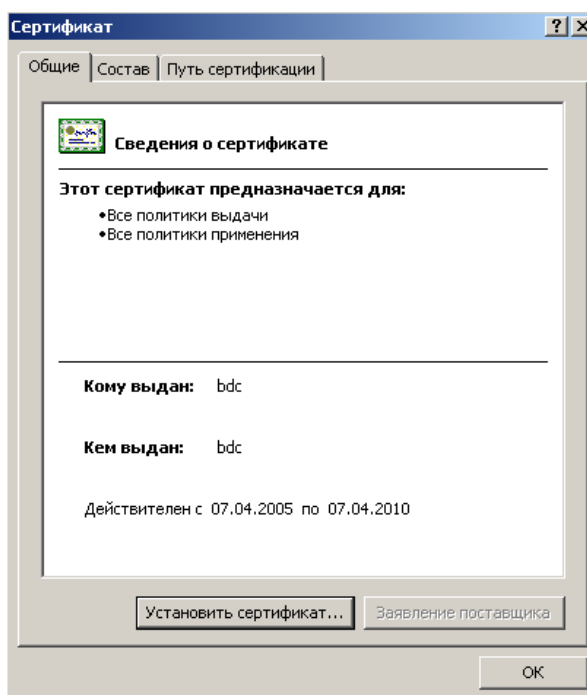 Сертификат
Общие Состав Путь сертификации
Сведения о сертификате
Этот сертификат предназначается для:
•Все политики выдачи
•Все политики применения
Кому выдан: bdc
Кем выдан: bdc
Действителен с 07.04.2005 по 07.04.2010
Установить сертификат... Заявление поставщика
ОК